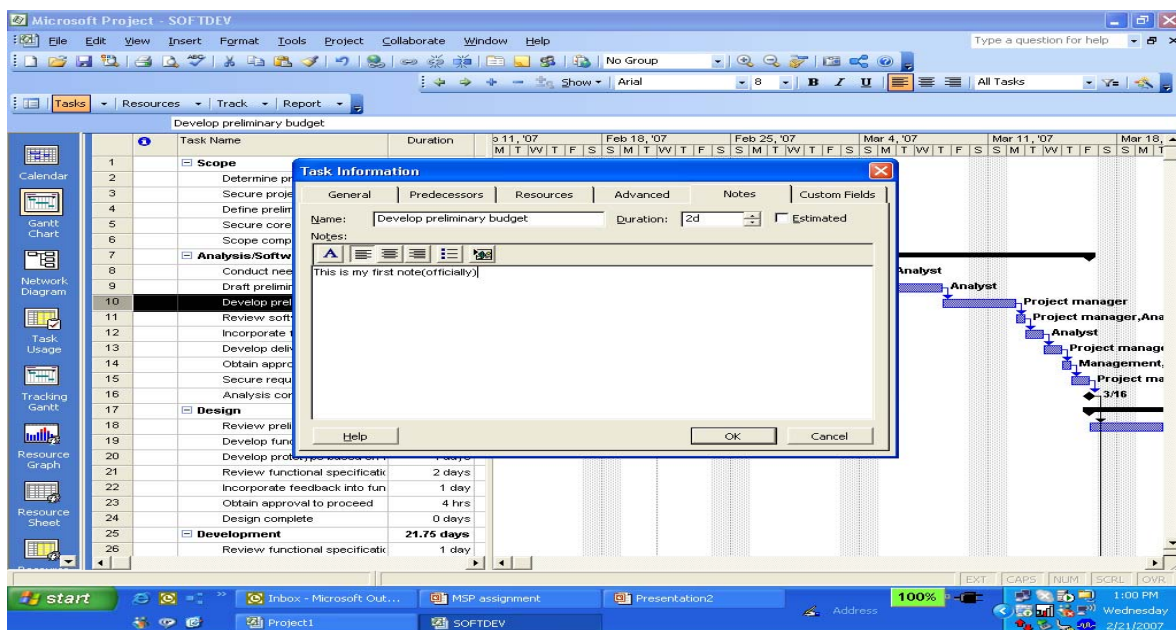 Microsoft Project - SOFTDEV
File Edit View Insert Format Tools Project Collaborate Window Help
Type a question for help
No Group
Show
Arial
8
B I U
All Tasks
Tasks Resources Track Report
Develop preliminary budget
Task Name Duration
11, '07 Feb 18, '07 Feb 25, '07 Mar 4, '07 Mar 11, '07 Mar 18,
M T W T F S S M T W T F S S M T W T F S S M T W T F S S M T W T F S S M T
Calendar
Gantt
Chart
Network
Diagram
Task
Usage
Tracking
Gantt
Resource
Graph
Resource
Sheet
1 Scope
2 Determine pr
3 Secure proje
4 Define prelim
5 Secure core
6 Scope comp
7 Analysis/Softw
8 Conduct nee
9 Draft prelimin
10 Develop prel
11 Review soft
12 Incorporate f
13 Develop deliv
14 Obtain appro
15 Secure requ
16 Analysis con
17 Design
18 Review preli
19 Develop func
20 Develop prototype based on f
21 Review functional specificatio 2 days
22 Incorporate feedback into fun 1 day
23 Obtain approval to proceed 4 hrs
24 Design complete 0 days
25 Development 21.75 days
26 Review functional specificatio 1 day
Task Information
General Predecessors Resources Advanced Notes Custom Fields
Name: Develop preliminary budget Duration: 2d Estimated
Notes:
This is my first note(officially)
Help OK Cancel
Analyst
Analyst
Project manager
Project manager,Ana
Analyst
Project manage
Management,
Project ma
3/16
EXT CAPS NUM SCRL OVR
start
Inbox - Microsoft Out...
MSP assignment
Presentation2
Project1
SOFTDEV
Address
100%
1:00 PM
Wednesday
2/21/2007